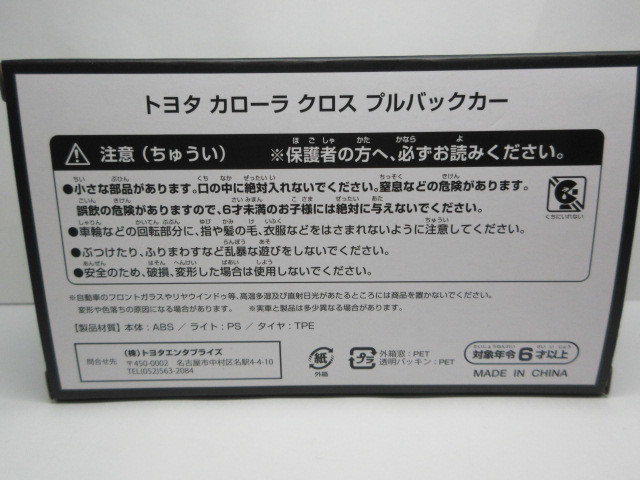 トヨタ カローラ クロス プルバックカー
注意（ちゅうい） ※保護者の方へ、必ずお読みください。
●小さな部品があります。口の中に絶対入れないでください。窒息などの危険があります。
誤飲の危険がありますので、6才未満のお子様には絶対に与えないでください。
●車輪などの回転部分に、指や髪の毛、衣服などをはさまれないように注意してください。
●ぶつけたり、ふりまわすなど乱暴な遊びをしないでください。
●安全のため、破損、変形した場合は使用しないでください。
くちにいれない
※自動車のフロントガラスやリヤウインドゥ等、高温多湿及び直射日光があたるところには商品を置かないでください。
変形や色落ちの原因になる場合があります。 ※実車と製品は多少異なる場合があります。
【製品材質】本体：ABS ／ ライト：PS ／ タイヤ：TPE
問合せ先
（株）トヨタエンタプライズ
〒450-0002 名古屋市中村区名駅4-4-10
TEL(052)563-2084
紙
外箱
プラ
外箱窓：PET
透明パッキン：PET
対象年令6才以上
MADE IN CHINA